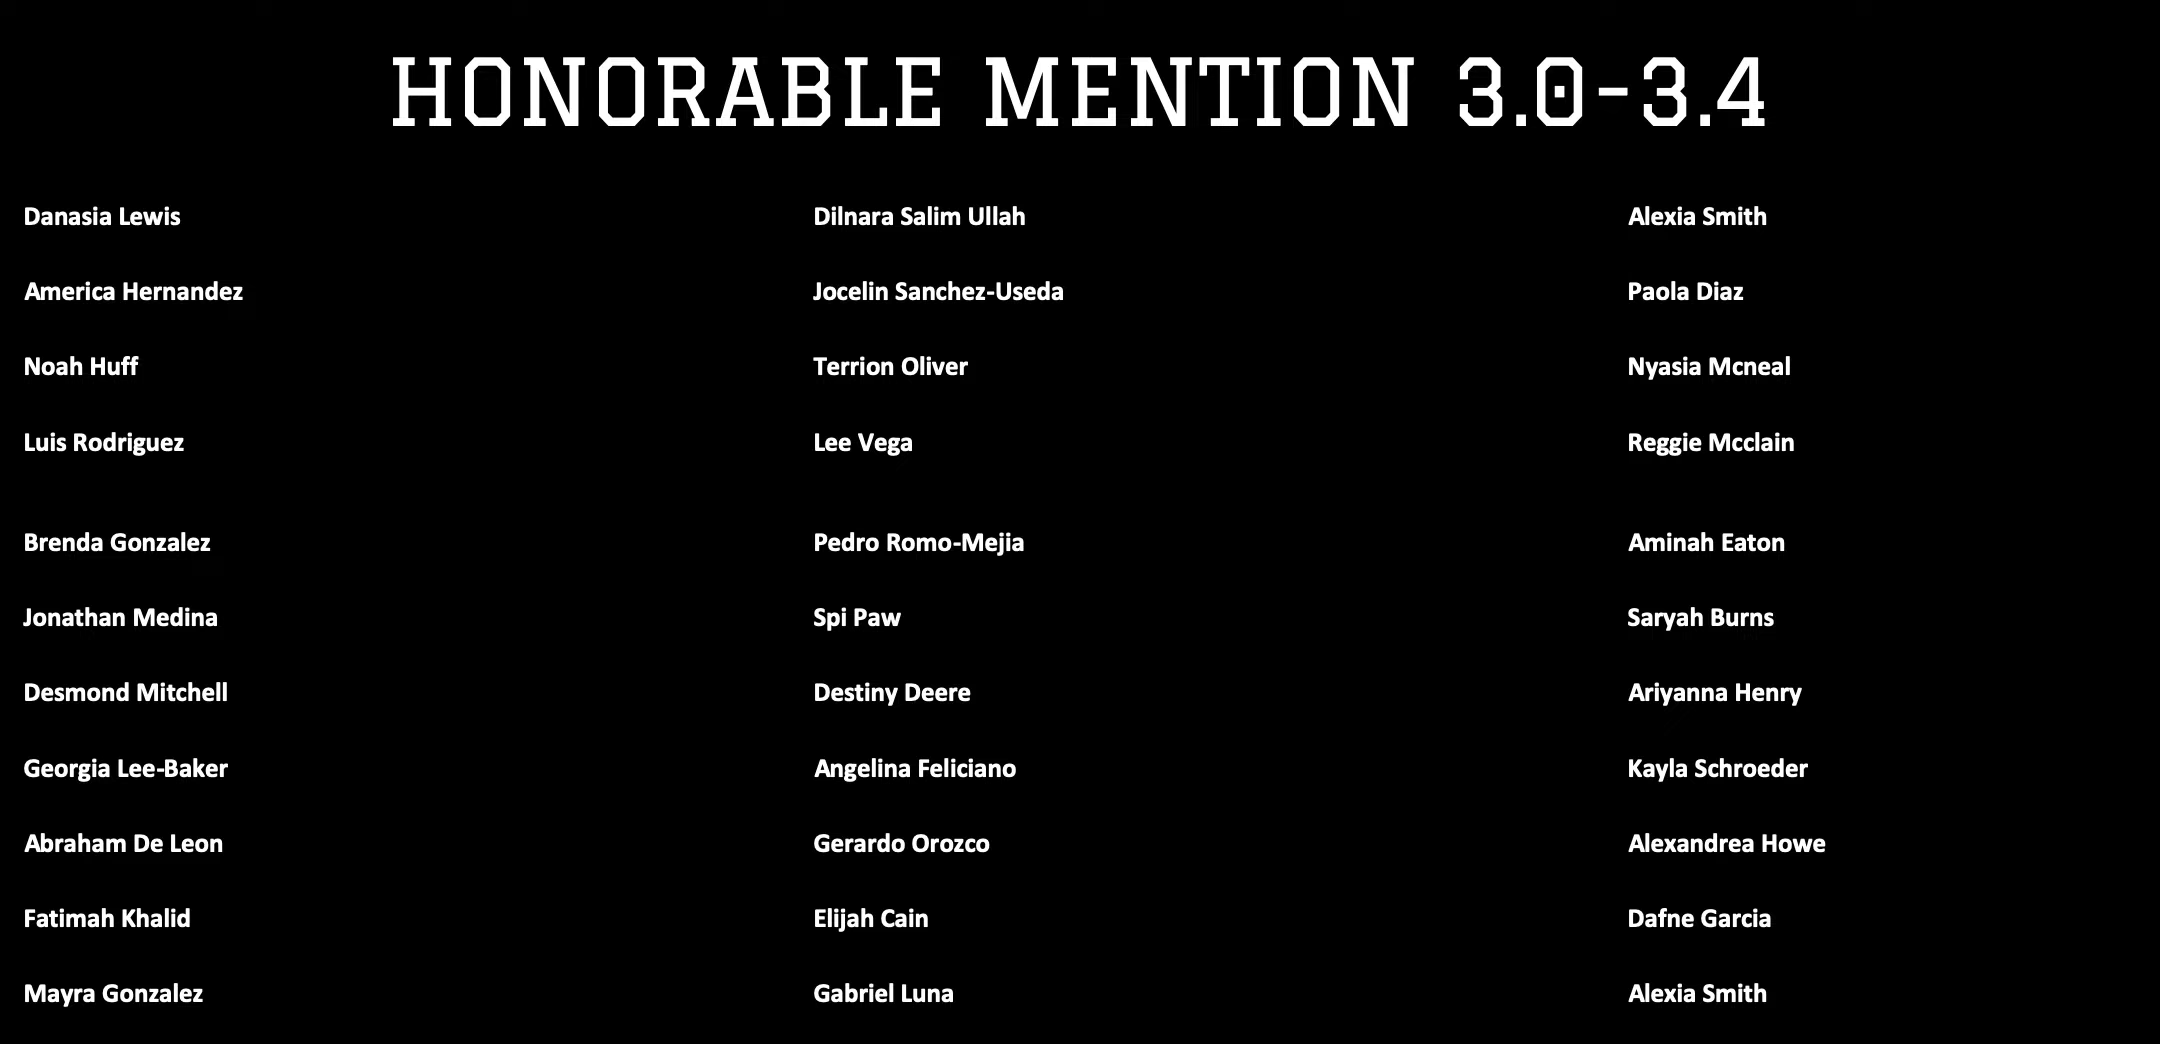 HONORABLE MENTION 3.0-3.4
Danasia Lewis
America Hernandez
Noah Huff
Luis Rodriguez
Brenda Gonzalez
Jonathan Medina
Desmond Mitchell
Georgia Lee-Baker
Abraham De Leon
Fatimah Khalid
Mayra Gonzalez
Dilnara Salim Ullah
Jocelin Sanchez-Useda
Terrion Oliver
Lee Vega
Pedro Romo-Mejia
Spi Paw
Destiny Deere
Angelina Feliciano
Gerardo Orozco
Elijah Cain
Gabriel Luna
Alexia Smith
Paola Diaz
Nyasia Mcneal
Reggie Mcclain
Aminah Eaton
Saryah Burns
Ariyanna Henry
Kayla Schroeder
Alexandrea Howe
Dafne Garcia
Alexia Smith